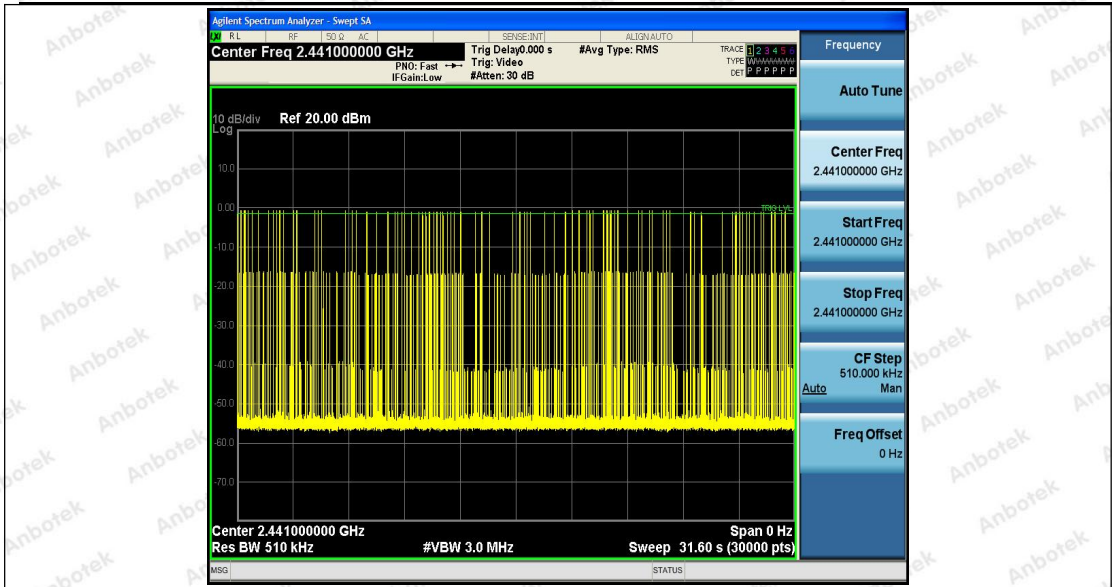 Agilent Spectrum Analyzer - Swept SA
LXI RL RF 50 Ω AC SENSE:INT ALIGN AUTO
Center Freq 2.441000000 GHz
PNO: Fast
IFGain:Low
Trig Delay0.000 s
Trig: Video
#Atten: 30 dB
#Avg Type: RMS
TRACE 1 2 3 4 5 6
TYPE
DET P P P P P P
10 dB/div Ref 20.00 dBm
Log
10.0
0.00
TRIG LVL
-10.0
-20.0
-30.0
-40.0
-50.0
-60.0
-70.0
Center 2.441000000 GHz Span 0 Hz
Res BW 510 kHz #VBW 3.0 MHz Sweep 31.60 s (30000 pts)
MSG STATUS
Frequency
Auto Tune
Center Freq
2.441000000 GHz
Start Freq
2.441000000 GHz
Stop Freq
2.441000000 GHz
CF Step
510.000 kHz
Auto Man
Freq Offset
0 Hz
Anbotek